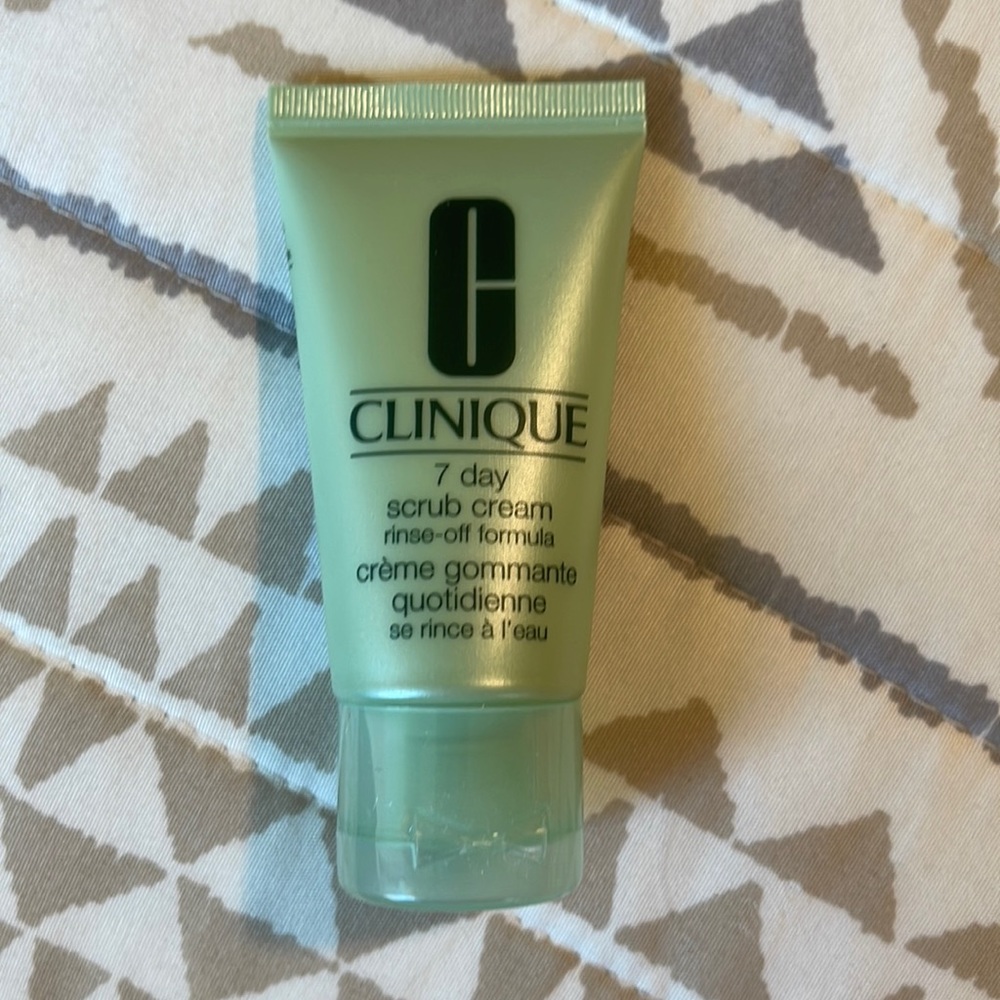 C
CLINIQUE
7 day
scrub cream
rinse-off formula
crème gommante
quotidienne
se rince à l'eau